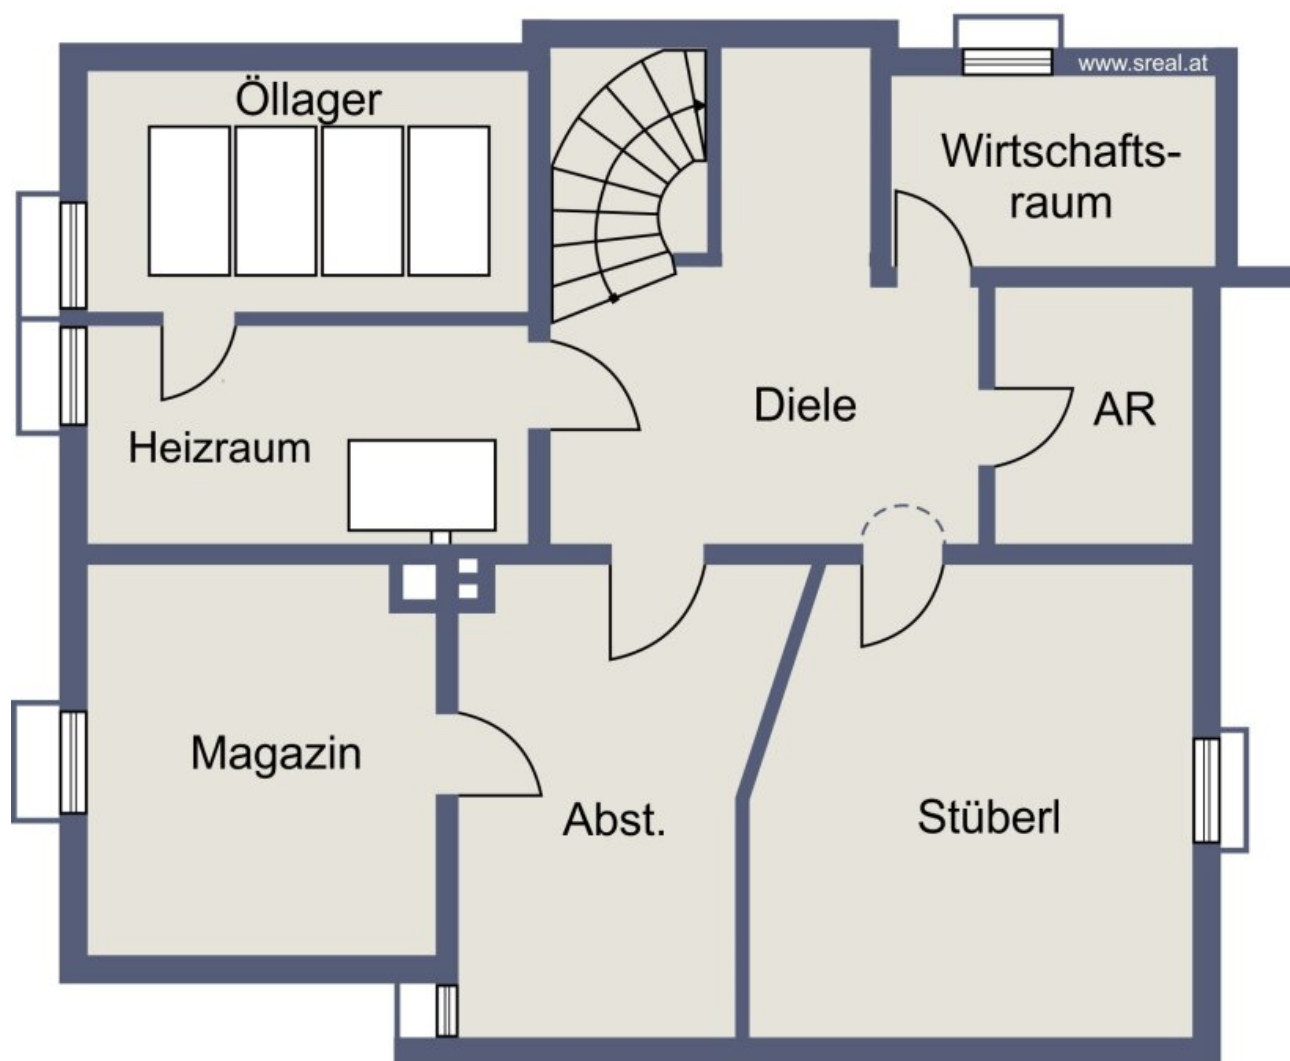 www.sreal.at
Öllager
Wirtschafts-
raum
Diele
AR
Heizraum
Magazin
Abst.
Stüberl